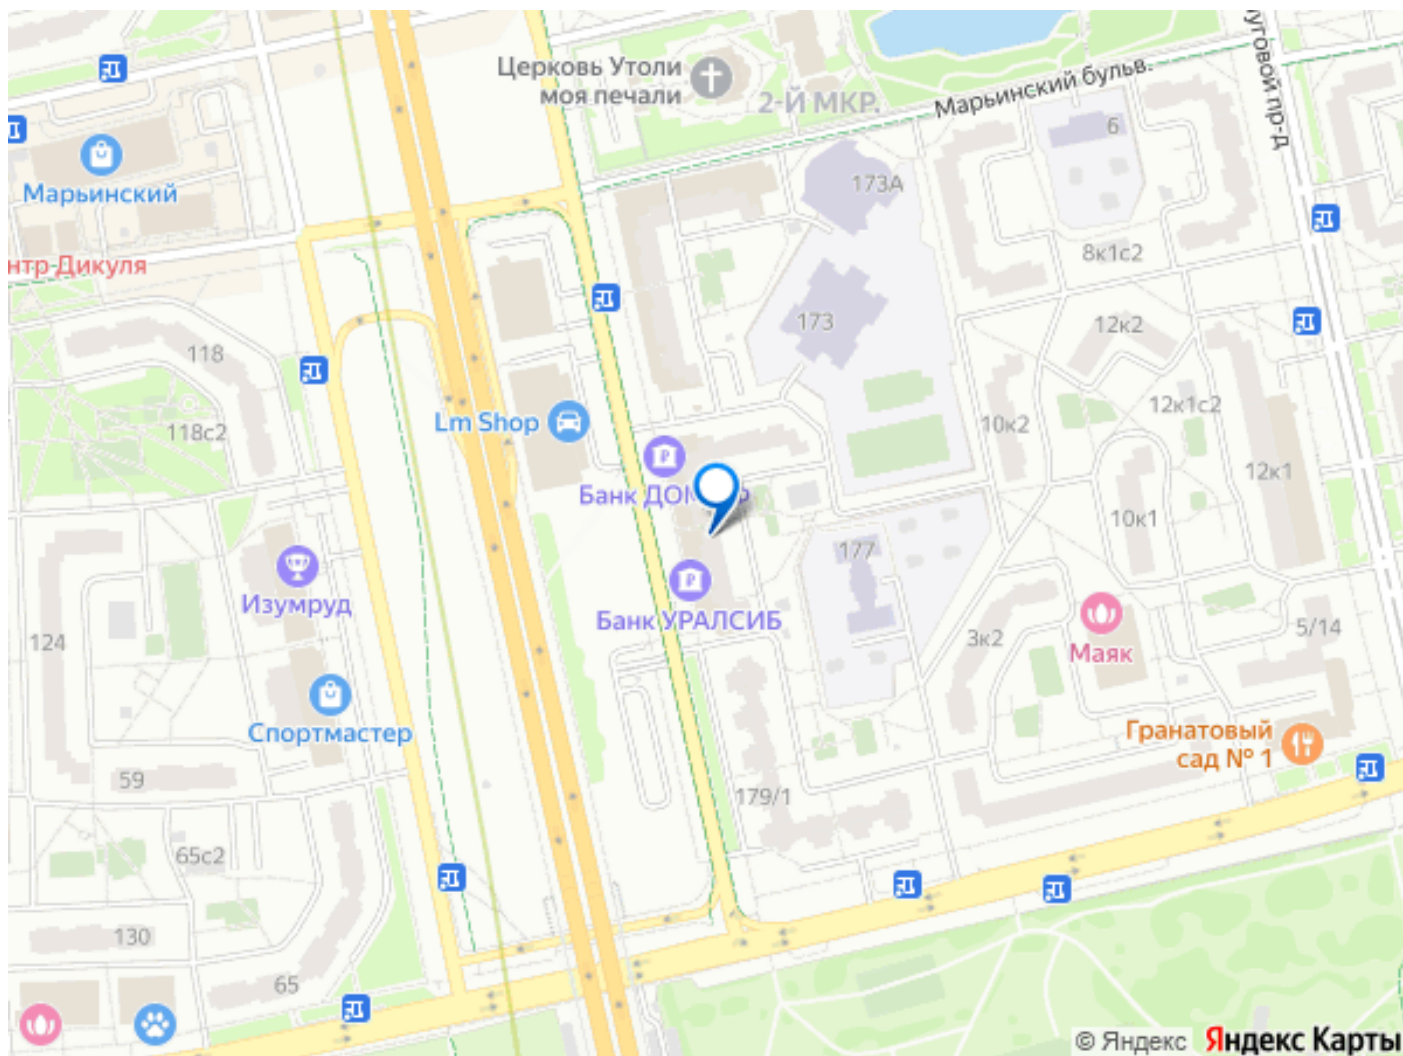 Церковь Утоли
моя печали
2-Й МКР.
Марьинский бульв.
уговой пр-д
6
Марьинский
173А
нтр Дикуля
8к1с2
173
12к2
118
118с2
Lm Shop
10к2
12к1с2
12к1
Банк ДОМ
10к1
177
Изумруд
Банк УРАЛСИБ
124
3к2
Маяк
5/14
Спортмастер
Гранатовый
сад № 1
59
179/1
65с2
130
65
© Яндекс Яндекс Карты